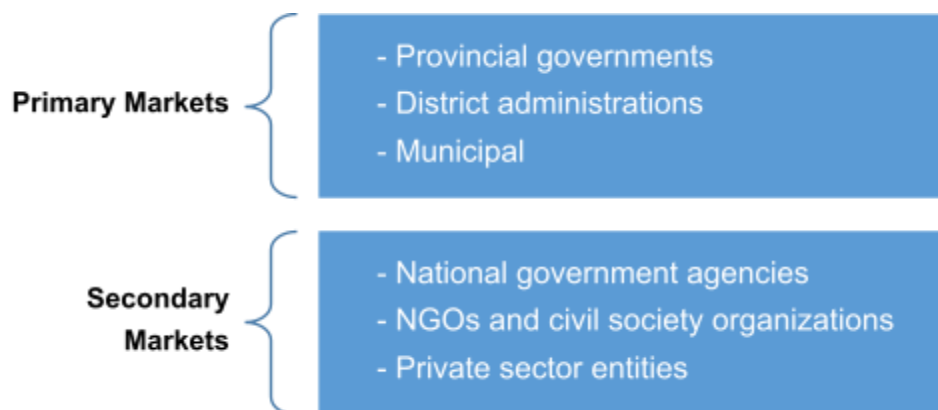 Primary Markets
- Provincial governments
- District administrations
- Municipal
Secondary
Markets
- National government agencies
- NGOs and civil society organizations
- Private sector entities